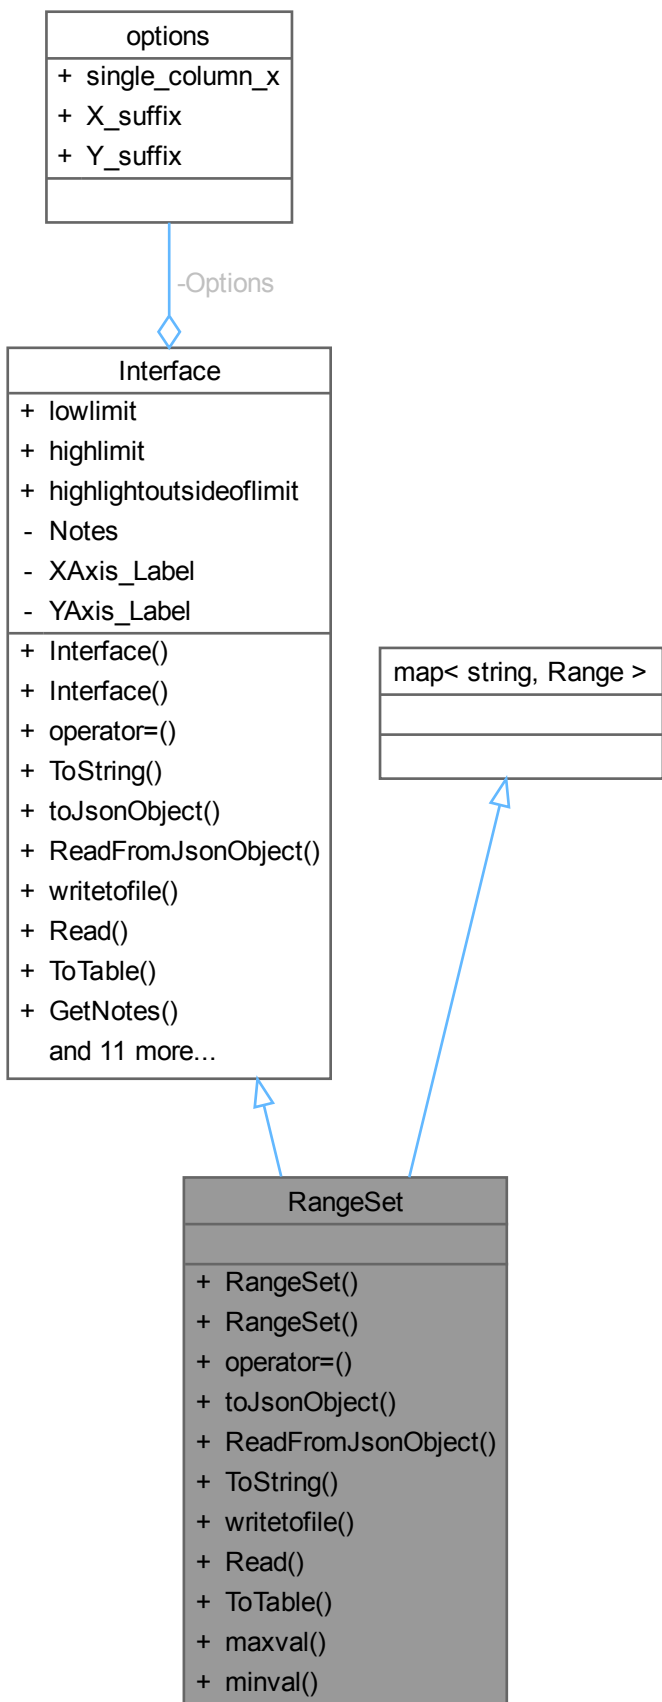 options
+ single_column_x
+ X_suffix
+ Y_suffix
-Options
Interface
+ lowlimit
+ highlimit
+ highlightoutsideoflimit
- Notes
- XAxis_Label
- YAxis_Label
+ Interface()
+ Interface()
+ operator=()
+ ToString()
+ toJsonObject()
+ ReadFromJsonObject()
+ writetofile()
+ Read()
+ ToTable()
+ GetNotes()
and 11 more...
map< string, Range >
RangeSet
+ RangeSet()
+ RangeSet()
+ operator=()
+ toJsonObject()
+ ReadFromJsonObject()
+ ToString()
+ writetofile()
+ Read()
+ ToTable()
+ maxval()
+ minval()